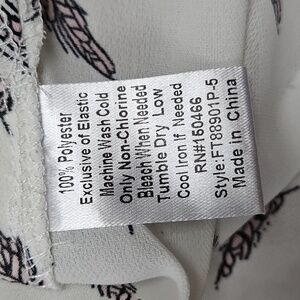 100% Polyester
Exclusive of Elastic
Machine Wash Cold
Only Non-Chlorine
Bleach When Needed
Tumble Dry Low
Cool Iron If Needed
RN#150466
Style:FT88901P-5
Made in China